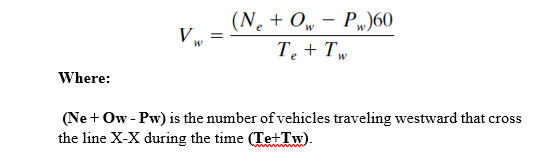 V_w = (N_e + O_w − P_w)60 / T_e + T_w
Where:
(Ne + Ow - Pw) is the number of vehicles traveling westward that cross
the line X-X during the time (Te+Tw).